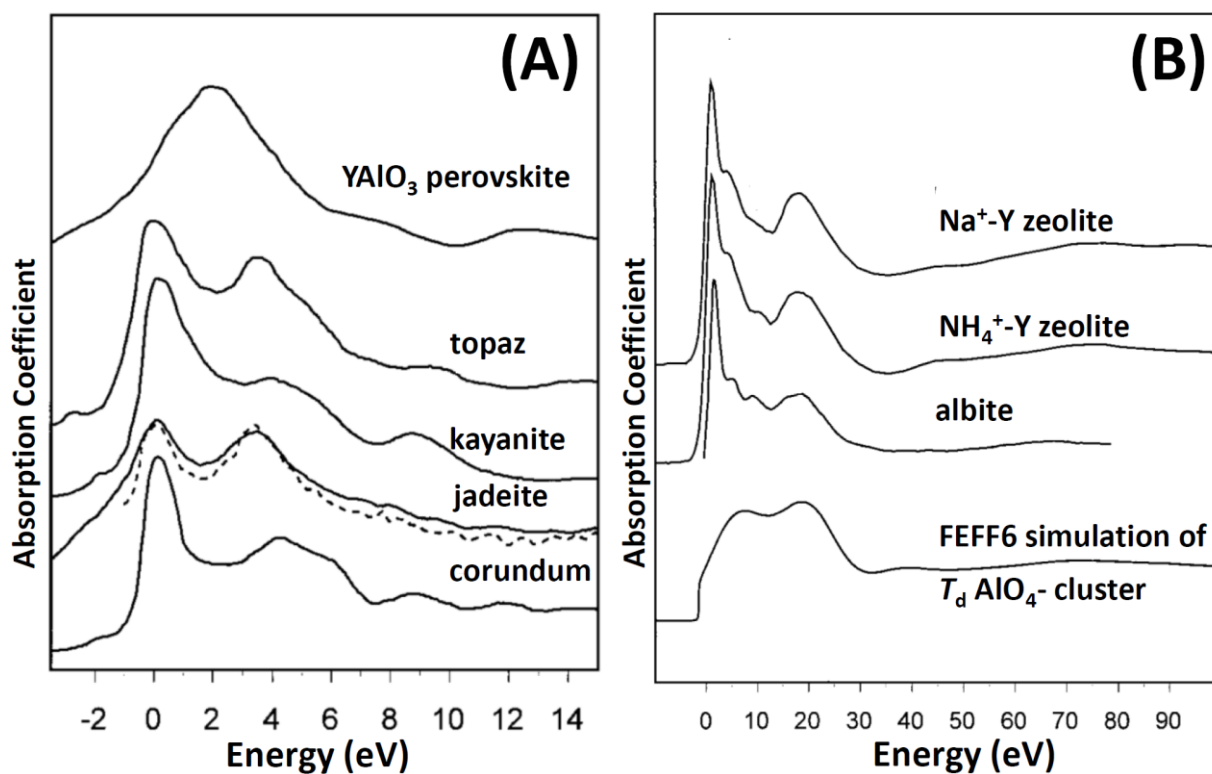 (A)
YAlO₃ perovskite
topaz
kayanite
jadeite
corundum
Absorption Coefficient
-2 0 2 4 6 8 10 12 14
Energy (eV)
(B)
Na⁺-Y zeolite
NH₄⁺-Y zeolite
albite
FEFF6 simulation of
Td AlO₄- cluster
Absorption Coefficient
0 10 20 30 40 50 60 70 80 90
Energy (eV)